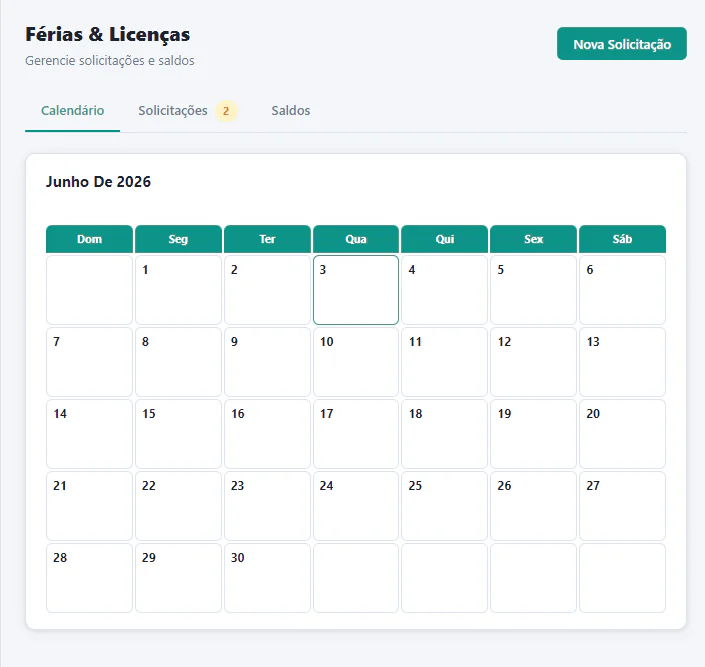 Férias & Licenças
Nova Solicitação
Gerencie solicitações e saldos
Calendário Solicitações 2 Saldos
Junho De 2026
Dom Seg Ter Qua Qui Sex Sáb
1 2 3 4 5 6
7 8 9 10 11 12 13
14 15 16 17 18 19 20
21 22 23 24 25 26 27
28 29 30